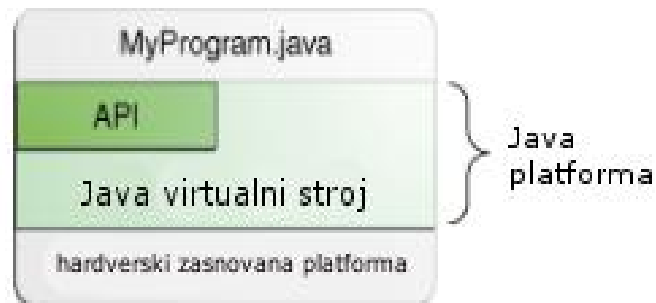 MyProgram.java
API
Java virtualni stroj
hardverski zasnovana platforma
Java
platforma